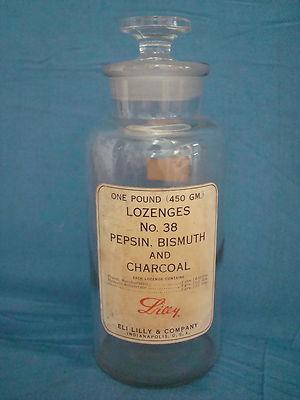 ONE POUND (450 GM.)
LOZENGES
No. 38
PEPSIN, BISMUTH
AND
CHARCOAL
EACH LOZENGE CONTAINS
Lilly
ELI LILLY & COMPANY
INDIANAPOLIS, U. S. A.